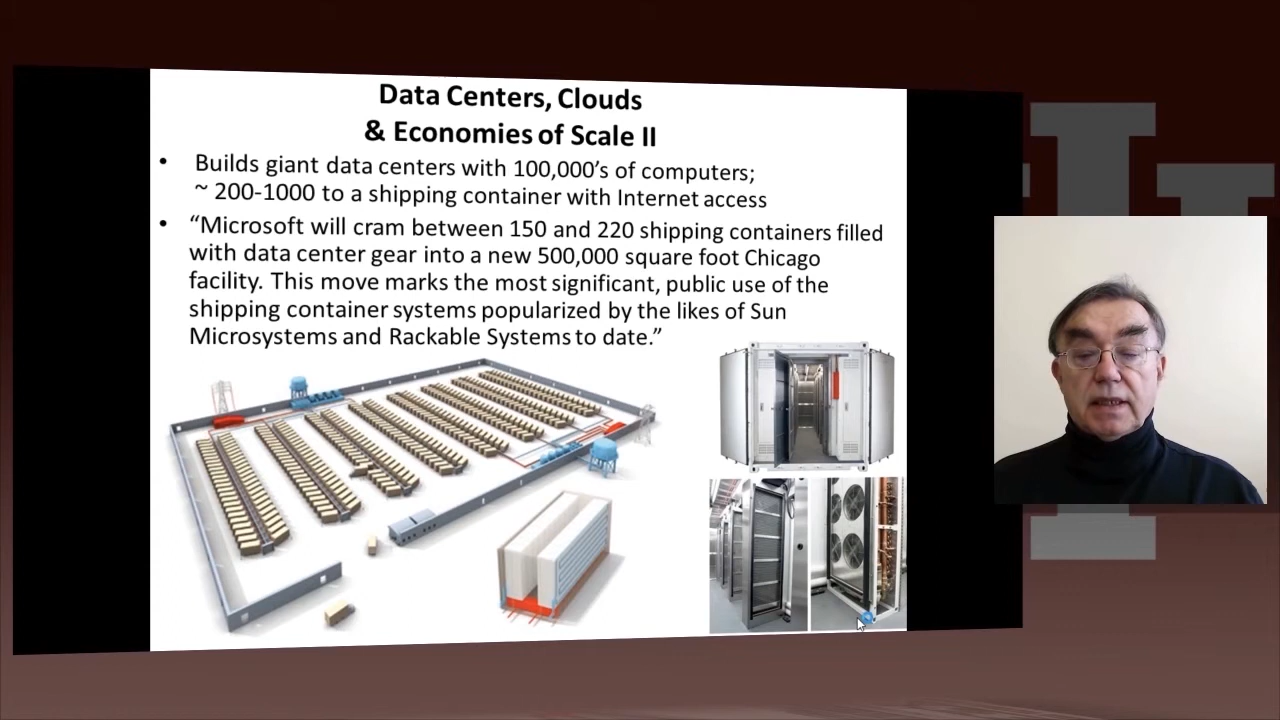 Data Centers, Clouds
& Economies of Scale II
• Builds giant data centers with 100,000’s of computers;
~ 200-1000 to a shipping container with Internet access
• “Microsoft will cram between 150 and 220 shipping containers filled
with data center gear into a new 500,000 square foot Chicago
facility. This move marks the most significant, public use of the
shipping container systems popularized by the likes of Sun
Microsystems and Rackable Systems to date.”